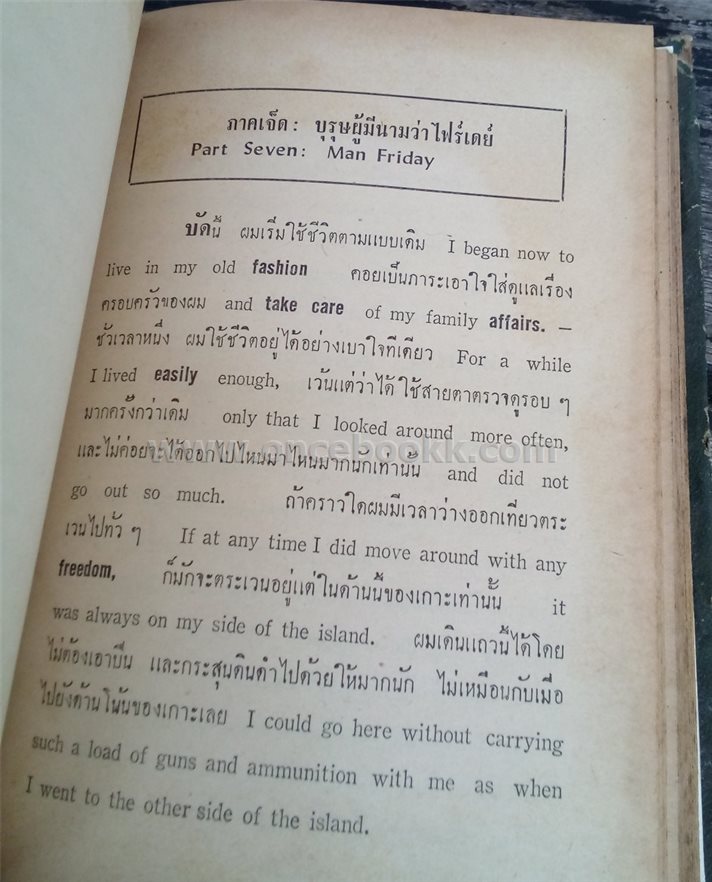 ภาคเจ็ด: บุรุษผู้มีนามว่าไฟร์เดย์
Part Seven: Man Friday
บัดนี้ ผมเริ่มใช้ชีวิตตามแบบเดิม I began now to
live in my old fashion คอยเป็นภาระเอาใจใส่ดูแลเรื่อง
ครอบครัวของผม and take care of my family affairs. –
ชั่วเวลาหนึ่ง ผมใช้ชีวิตอยู่ได้อย่างเบาใจทีเดียว For a while
I lived easily enough, เว้นแต่ว่าได้ใช้สายตาตรวจดูรอบ ๆ
มากครั้งกว่าเดิม only that I looked around more often,
และไม่ค่อยจะได้ออกไปไหนมาไหนมากนักเท่านั้น and did not
www.oncebookk.com
go out so much. ถ้าคราวใดผมมีเวลาว่างออกเที่ยวตระ
เวนไปทั่ว ๆ If at any time I did move around with any
freedom, ก็มักจะตระเวนอยู่แต่ในด้านนี้ของเกาะเท่านั้น it
was always on my side of the island. ผมเดินแถวนี้ได้โดย
ไม่ต้องเอาปืน และกระสุนดินดำไปด้วยให้มากนัก ไม่เหมือนกับเมื่อ
ไปยังด้านโน้นของเกาะเลย I could go here without carrying
such a load of guns and ammunition with me as when
I went to the other side of the island.